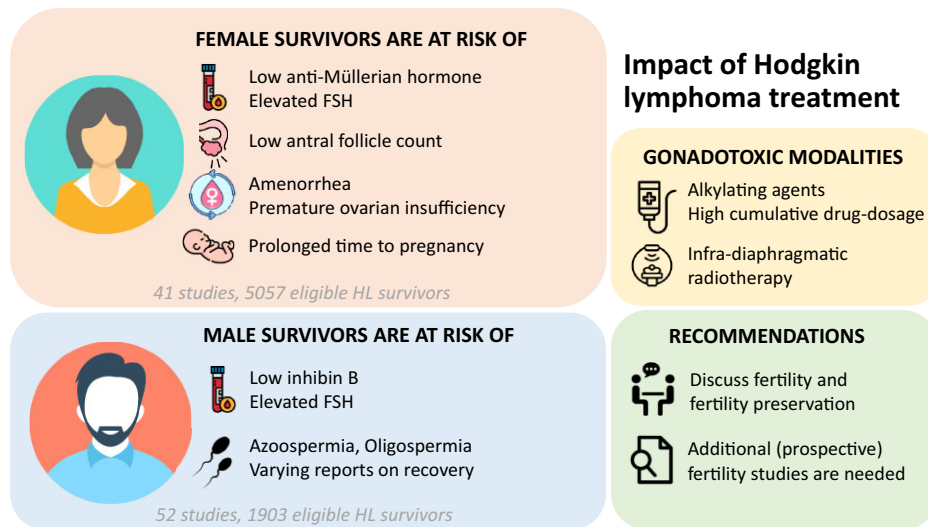 FEMALE SURVIVORS ARE AT RISK OF
Low anti-Müllerian hormone
Elevated FSH
Low antral follicle count
Amenorrhea
Premature ovarian insufficiency
Prolonged time to pregnancy
41 studies, 5057 eligible HL survivors
MALE SURVIVORS ARE AT RISK OF
Low inhibin B
Elevated FSH
Azoospermia, Oligospermia
Varying reports on recovery
52 studies, 1903 eligible HL survivors
Impact of Hodgkin
lymphoma treatment
GONADOTOXIC MODALITIES
Alkylating agents
High cumulative drug-dosage
Infra-diaphragmatic
radiotherapy
RECOMMENDATIONS
Discuss fertility and
fertility preservation
Additional (prospective)
fertility studies are needed